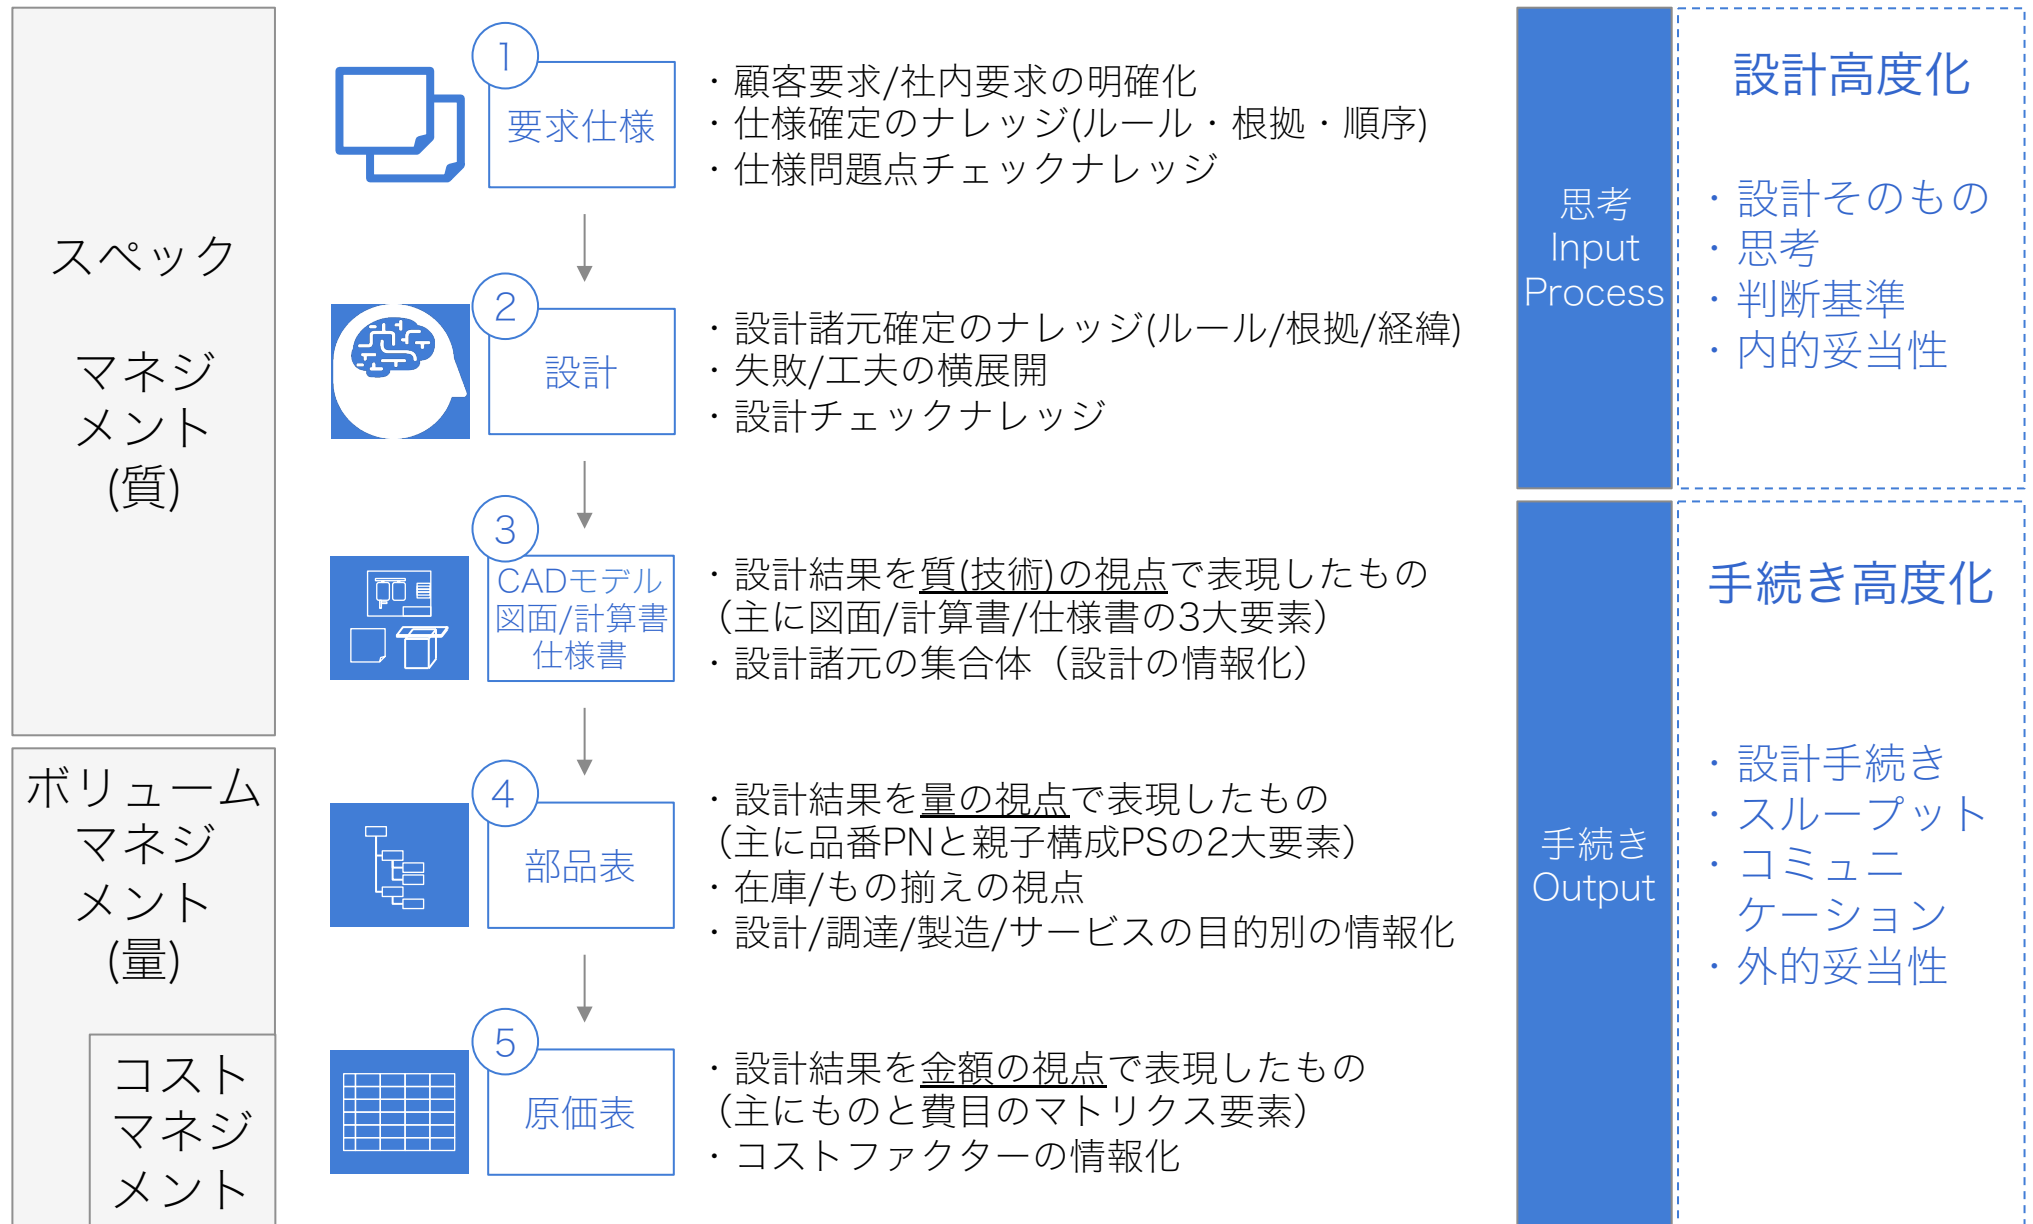 スペック
マネジ
メント
(質)
ボリューム
マネジ
メント
(量)
コスト
マネジ
メント
1
要求仕様
・顧客要求/社内要求の明確化
・仕様確定のナレッジ(ルール・根拠・順序)
・仕様問題点チェックナレッジ
2
設計
・設計諸元確定のナレッジ(ルール/根拠/経緯)
・失敗/工夫の横展開
・設計チェックナレッジ
3
CADモデル
図面/計算書
仕様書
・設計結果を質(技術)の視点で表現したもの
（主に図面/計算書/仕様書の3大要素）
・設計諸元の集合体（設計の情報化）
4
部品表
・設計結果を量の視点で表現したもの
（主に品番PNと親子構成PSの2大要素）
・在庫/もの揃えの視点
・設計/調達/製造/サービスの目的別の情報化
5
原価表
・設計結果を金額の視点で表現したもの
（主にものと費目のマトリクス要素）
・コストファクターの情報化
思考
Input
Process
設計高度化
・設計そのもの
・思考
・判断基準
・内的妥当性
手続き
Output
手続き高度化
・設計手続き
・スループット
・コミュニ
ケーション
・外的妥当性